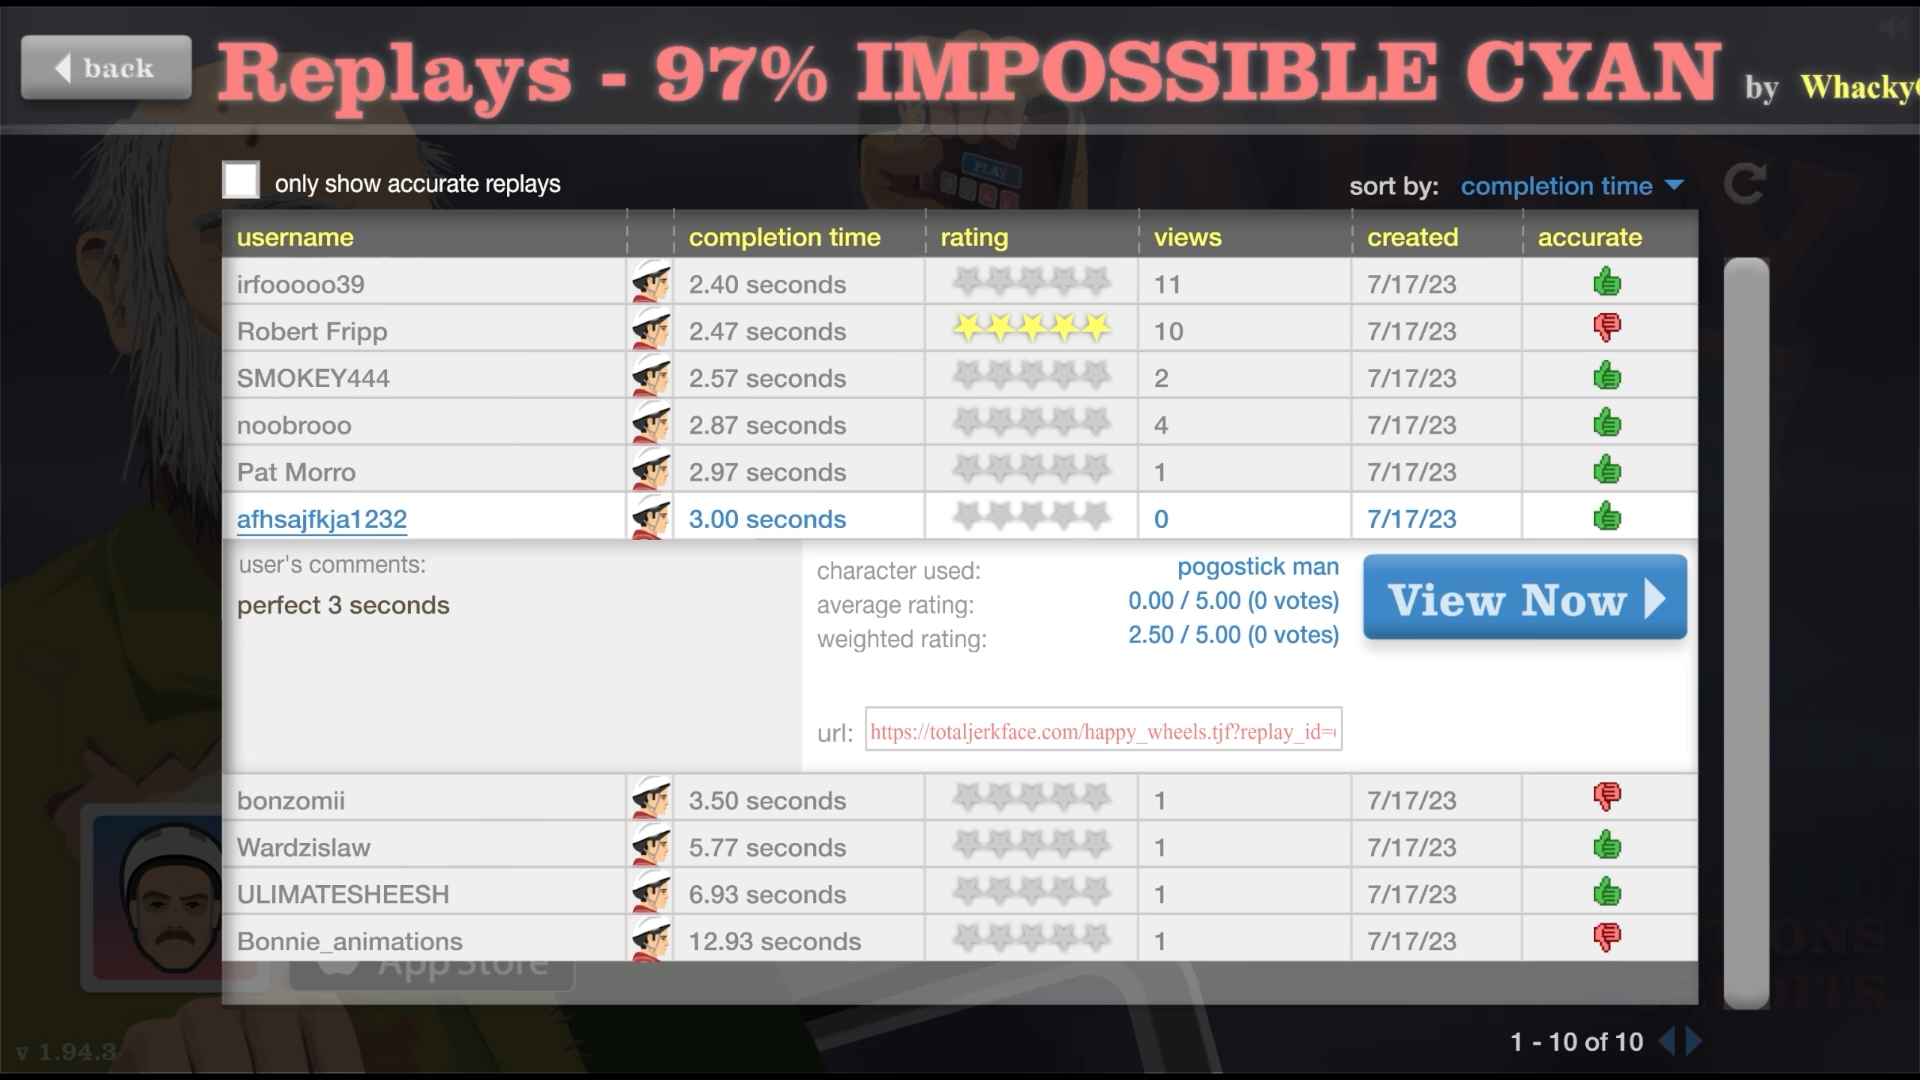 back
Replays - 97% IMPOSSIBLE CYAN by Whacky
only show accurate replays
sort by: completion time
username completion time rating views created accurate
irfooooo39 2.40 seconds 11 7/17/23
Robert Fripp 2.47 seconds 10 7/17/23
SMOKEY444 2.57 seconds 2 7/17/23
noobrooo 2.87 seconds 4 7/17/23
Pat Morro 2.97 seconds 1 7/17/23
afhsajfkja1232 3.00 seconds 0 7/17/23
user's comments:
perfect 3 seconds
character used: pogostick man
average rating: 0.00 / 5.00 (0 votes)
weighted rating: 2.50 / 5.00 (0 votes)
View Now
url: https://totaljerkface.com/happy_wheels.tjf?replay_id=
bonzomii 3.50 seconds 1 7/17/23
Wardzislaw 5.77 seconds 1 7/17/23
ULIMATESHEESH 6.93 seconds 1 7/17/23
Bonnie_animations 12.93 seconds 1 7/17/23
App Store
1 - 10 of 10
v 1.94.3
PLAY